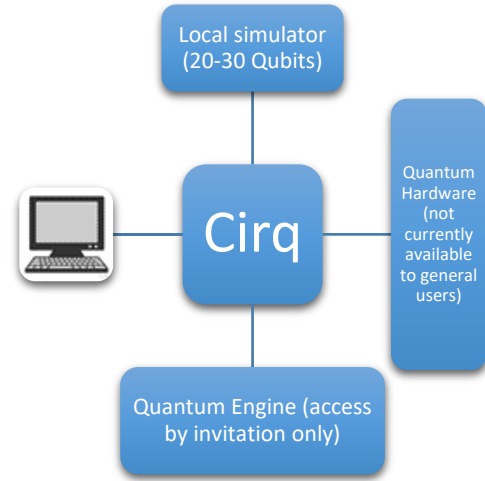 Local simulator
(20-30 Qubits)
Cirq
Quantum
Hardware
(not
currently
available
to general
users)
Quantum Engine (access
by invitation only)